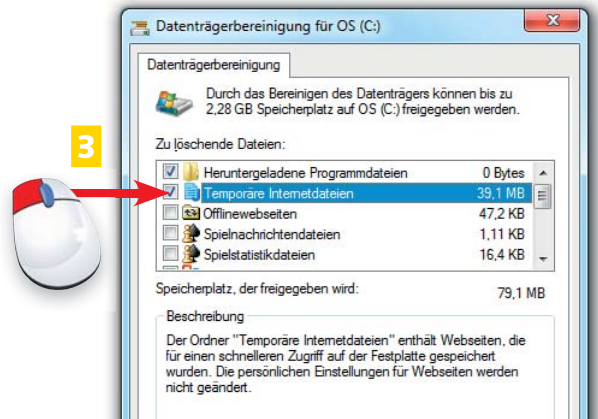 Datenträgerbereinigung für OS (C:)
Datenträgerbereinigung
Durch das Bereinigen des Datenträgers können bis zu
2,28 GB Speicherplatz auf OS (C:) freigegeben werden.
Zu löschende Dateien:
3
Heruntergeladene Programmdateien 0 Bytes
Temporäre Internetdateien 39,1 MB
Offlinewebseiten 47,2 KB
Spielnachrichtendateien 1,11 KB
Spielstatistikdateien 16,4 KB
Speicherplatz, der freigegeben wird: 79,1 MB
Beschreibung
Der Ordner "Temporäre Internetdateien" enthält Webseiten, die
für einen schnelleren Zugriff auf der Festplatte gespeichert
wurden. Die persönlichen Einstellungen für Webseiten werden
nicht geändert.